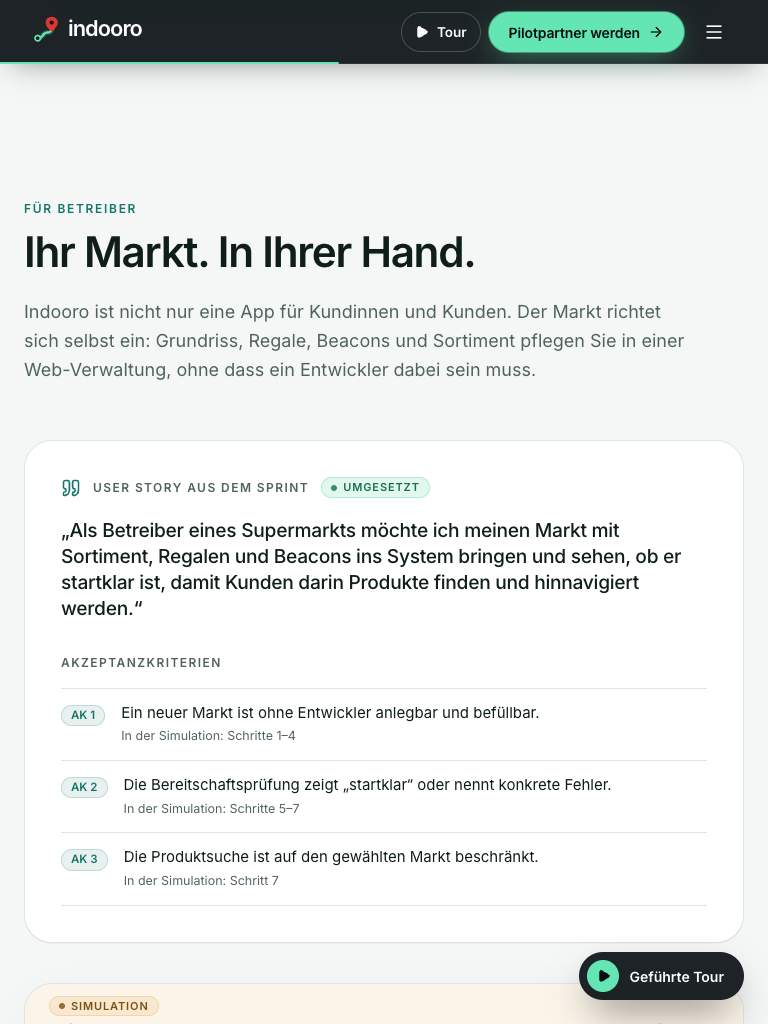 indooro
Tour
Pilotpartner werden →
FÜR BETREIBER
Ihr Markt. In Ihrer Hand.
Indooro ist nicht nur eine App für Kundinnen und Kunden. Der Markt richtet
sich selbst ein: Grundriss, Regale, Beacons und Sortiment pflegen Sie in einer
Web-Verwaltung, ohne dass ein Entwickler dabei sein muss.
USER STORY AUS DEM SPRINT
UMGESETZT
„Als Betreiber eines Supermarkts möchte ich meinen Markt mit
Sortiment, Regalen und Beacons ins System bringen und sehen, ob er
startklar ist, damit Kunden darin Produkte finden und hinnavigiert
werden.“
AKZEPTANZKRITERIEN
AK 1
Ein neuer Markt ist ohne Entwickler anlegbar und befüllbar.
In der Simulation: Schritte 1–4
AK 2
Die Bereitschaftsprüfung zeigt „startklar“ oder nennt konkrete Fehler.
In der Simulation: Schritte 5–7
AK 3
Die Produktsuche ist auf den gewählten Markt beschränkt.
In der Simulation: Schritt 7
Geführte Tour
SIMULATION